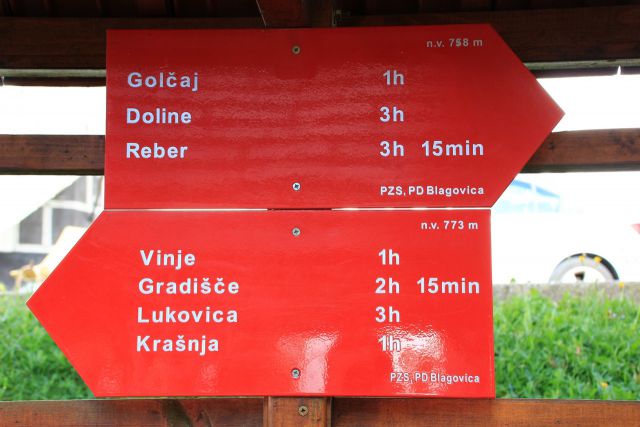 n.v. 758 m
Golčaj 1h
Doline 3h
Reber 3h 15min
PZS, PD Blagovica
n.v. 773 m
Vinje 1h
Gradišče 2h 15min
Lukovica 3h
Krašnja 1h
PZS, PD Blagovica